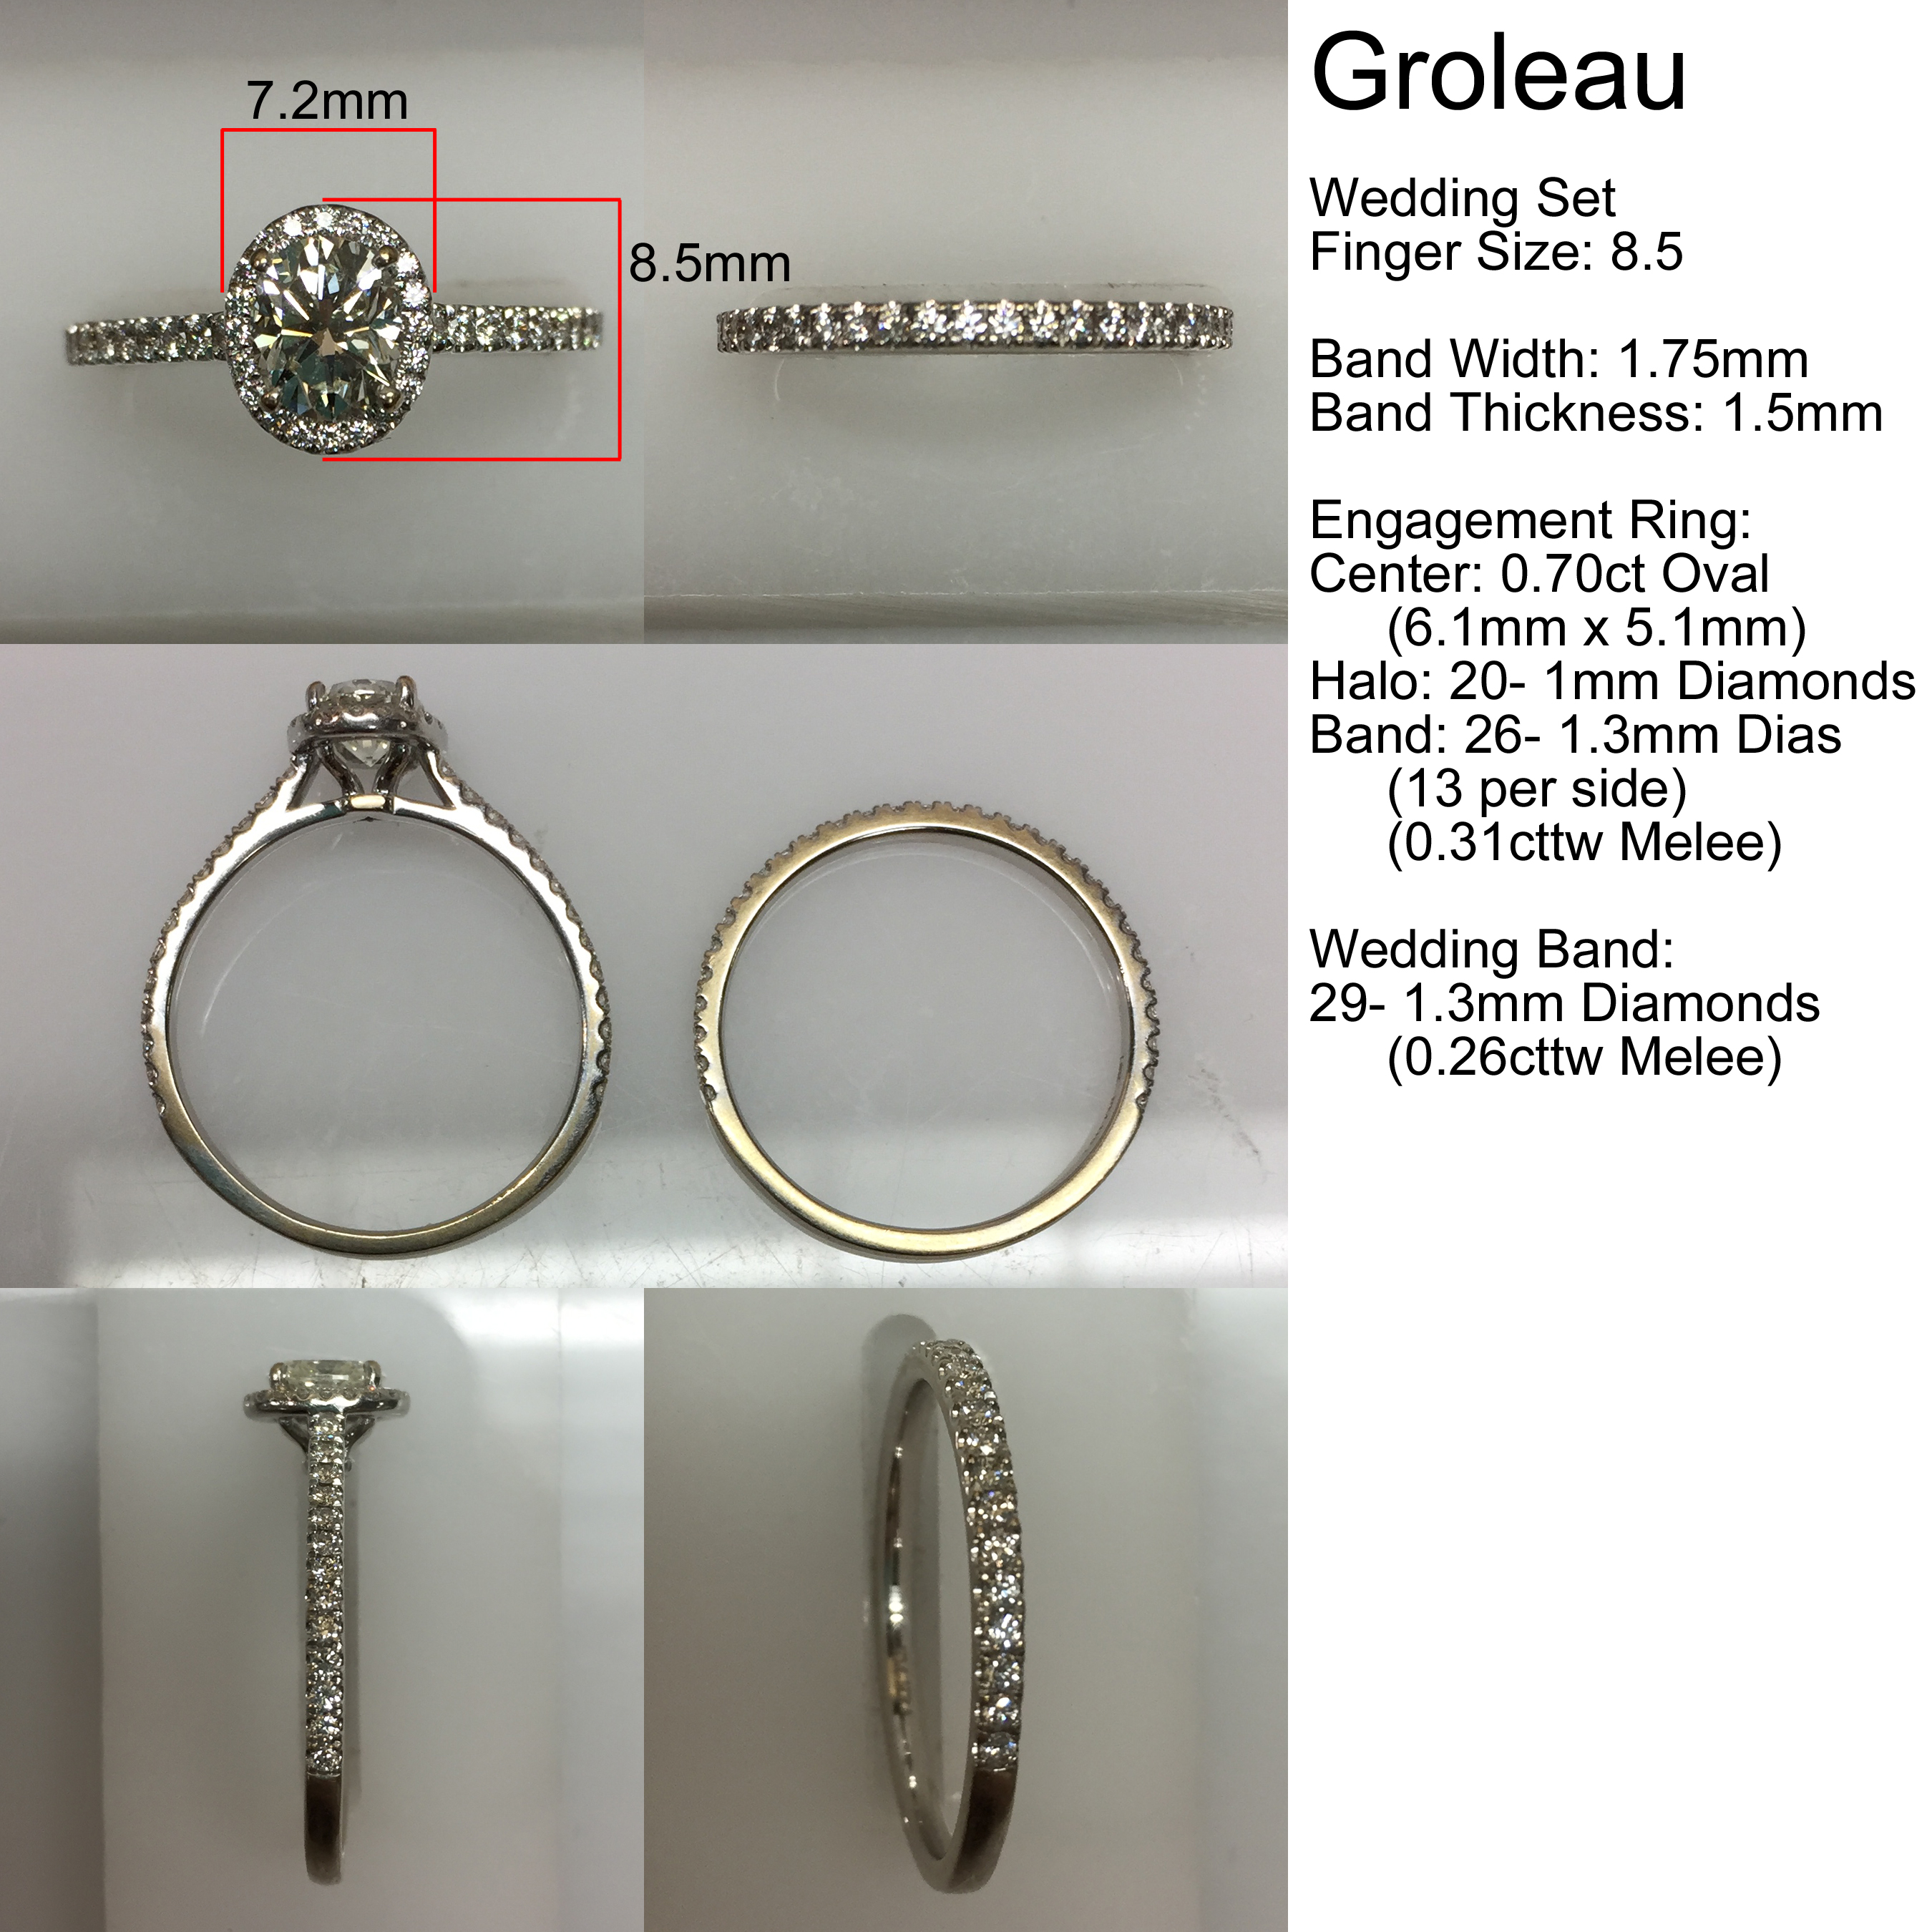 7.2mm
8.5mm
Groleau
Wedding Set
Finger Size: 8.5
Band Width: 1.75mm
Band Thickness: 1.5mm
Engagement Ring:
Center: 0.70ct Oval
(6.1mm x 5.1mm)
Halo: 20- 1mm Diamonds
Band: 26- 1.3mm Dias
(13 per side)
(0.31cttw Melee)
Wedding Band:
29- 1.3mm Diamonds
(0.26cttw Melee)